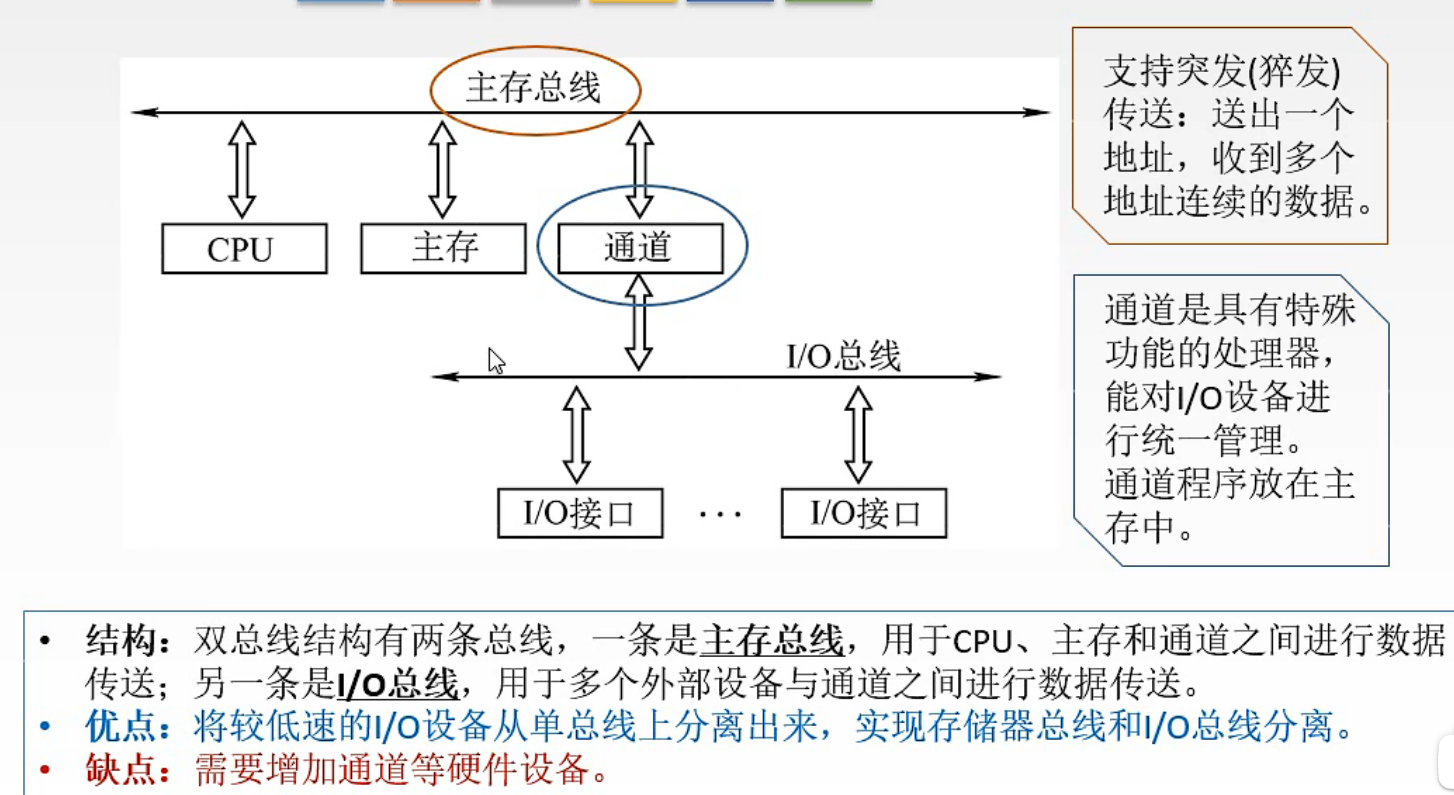 主存总线
CPU
主存
通道
I/O总线
I/O接口
...
I/O接口
支持突发(猝发)
传送：送出一个
地址，收到多个
地址连续的数据。
通道是具有特殊
功能的处理器，
能对I/O设备进
行统一管理。
通道程序放在主
存中。
• 结构：双总线结构有两条总线，一条是主存总线，用于CPU、主存和通道之间进行数据
传送；另一条是I/O总线，用于多个外部设备与通道之间进行数据传送。
• 优点：将较低速的I/O设备从单总线上分离出来，实现存储器总线和I/O总线分离。
• 缺点：需要增加通道等硬件设备。